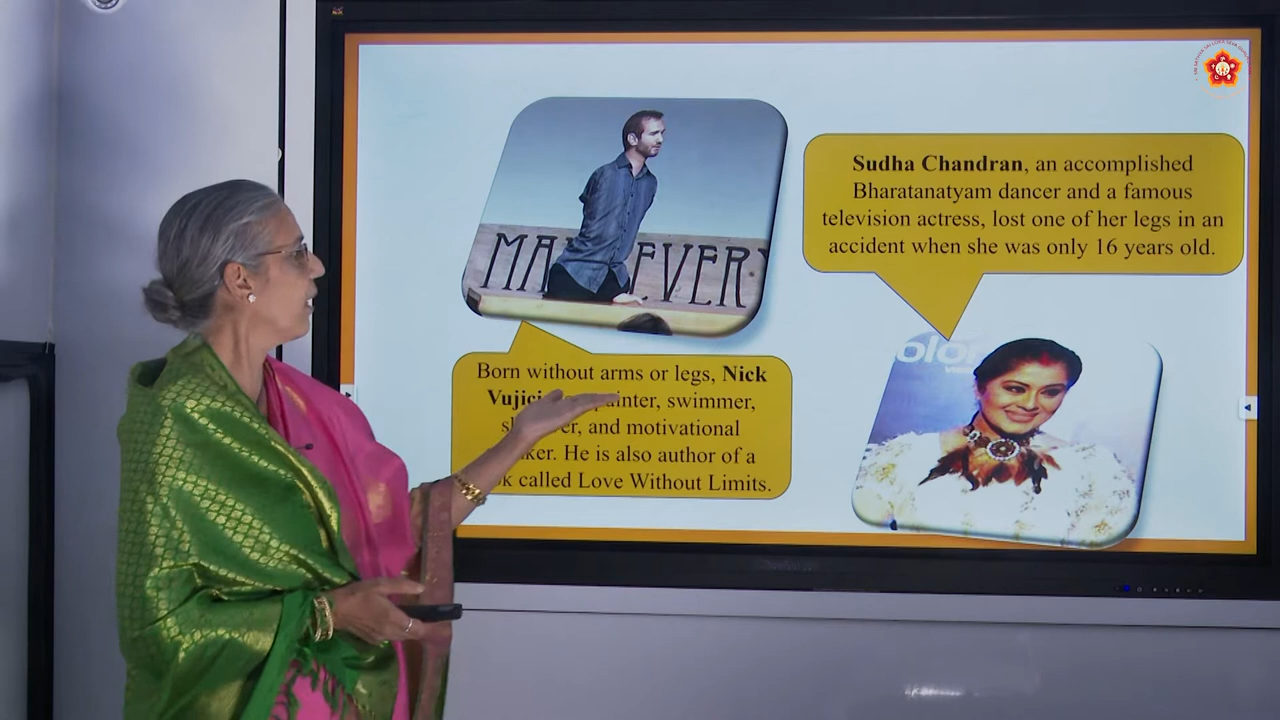 MA EVERY
Born without arms or legs, Nick
painter, swimmer,
and motivational
He is also author of a
called Love Without Limits.
Sudha Chandran, an accomplished
Bharatanatyam dancer and a famous
television actress, lost one of her legs in an
accident when she was only 16 years old.